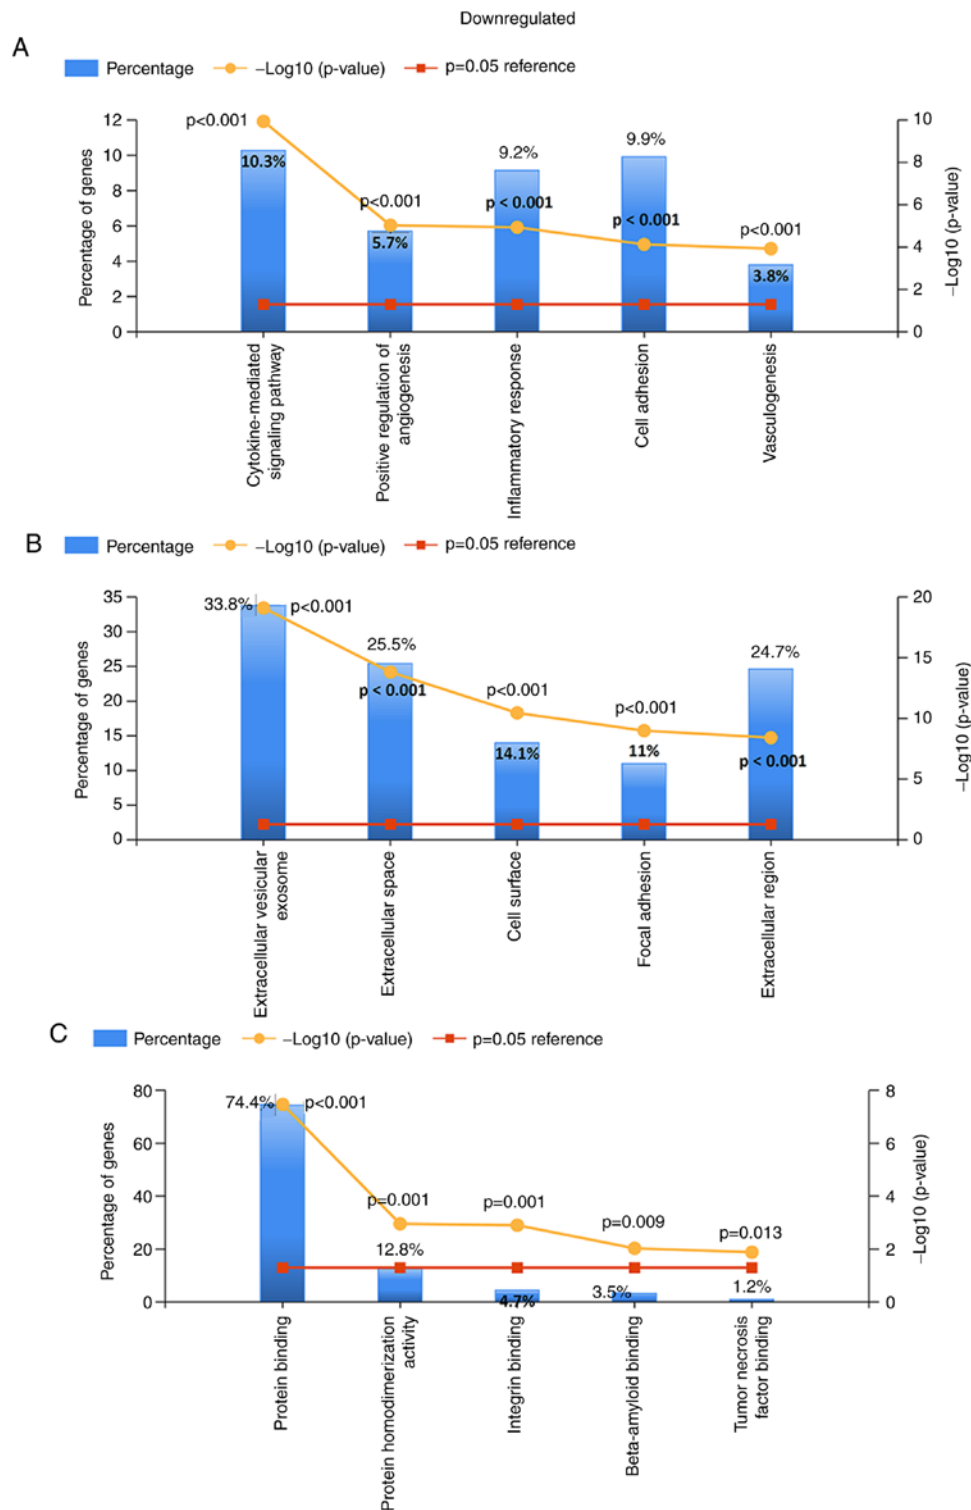 Downregulated
A
Percentage
–Log10 (p-value)
p=0.05 reference
12
10
8
6
4
2
0
Percentage of genes
10
8
6
4
2
0
–Log10 (p-value)
p<0.001
10.3%
p<0.001
5.7%
9.2%
p < 0.001
9.9%
p < 0.001
p<0.001
3.8%
Cytokine-mediated
signaling pathway
Positive regulation of
angiogenesis
Inflammatory response
Cell adhesion
Vasculogenesis
B
Percentage
–Log10 (p-value)
p=0.05 reference
35
30
25
20
15
10
5
0
Percentage of genes
20
15
10
5
0
–Log10 (p-value)
33.8%
p<0.001
25.5%
p < 0.001
p<0.001
14.1%
p<0.001
11%
24.7%
p < 0.001
Extracellular vesicular
exosome
Extracellular space
Cell surface
Focal adhesion
Extracellular region
C
Percentage
–Log10 (p-value)
p=0.05 reference
80
60
40
20
0
Percentage of genes
8
6
4
2
0
–Log10 (p-value)
74.4%
p<0.001
p=0.001
12.8%
p=0.001
4.7%
p=0.009
3.5%
p=0.013
1.2%
Protein binding
Protein homodimerization
activity
Integrin binding
Beta-amyloid binding
Tumor necrosis
factor binding